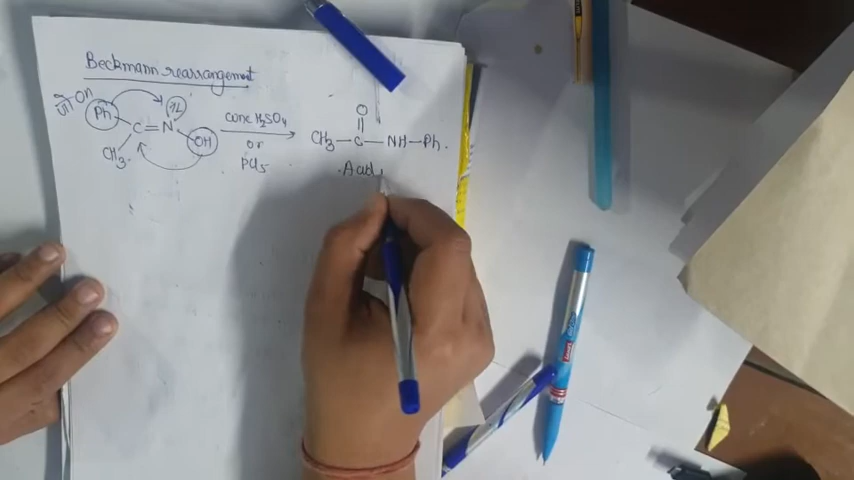 Beckmann rearrangement
Ph
C=N
OH
CH3
conc H2SO4
or
PCl5
O
CH3-C-NH-Ph.